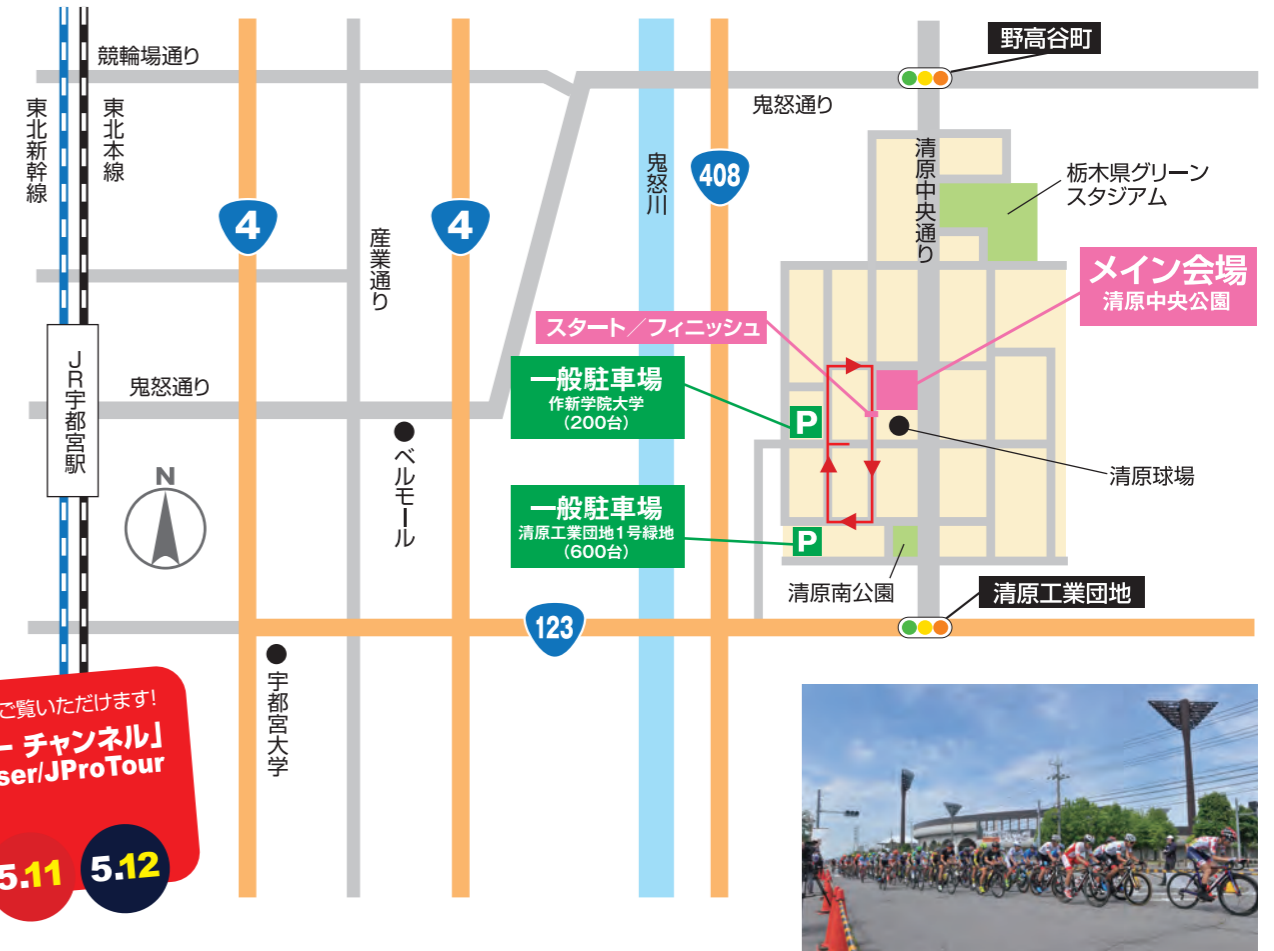 競輪場通り
野高谷町
鬼怒通り
東北新幹線
東北本線
鬼怒川
408
清原中央通り
栃木県グリーン
スタジアム
4
4
産業通り
メイン会場
清原中央公園
スタート／フィニッシュ
一般駐車場
作新学院大学
（200台）
P
JR宇都宮駅
鬼怒通り
ベルモール
清原球場
N
一般駐車場
清原工業団地1号緑地
（600台）
P
清原南公園
清原工業団地
123
宇都宮大学
ご覧いただけます!
ー チャンネル」
ser/JProTour
5.11
5.12